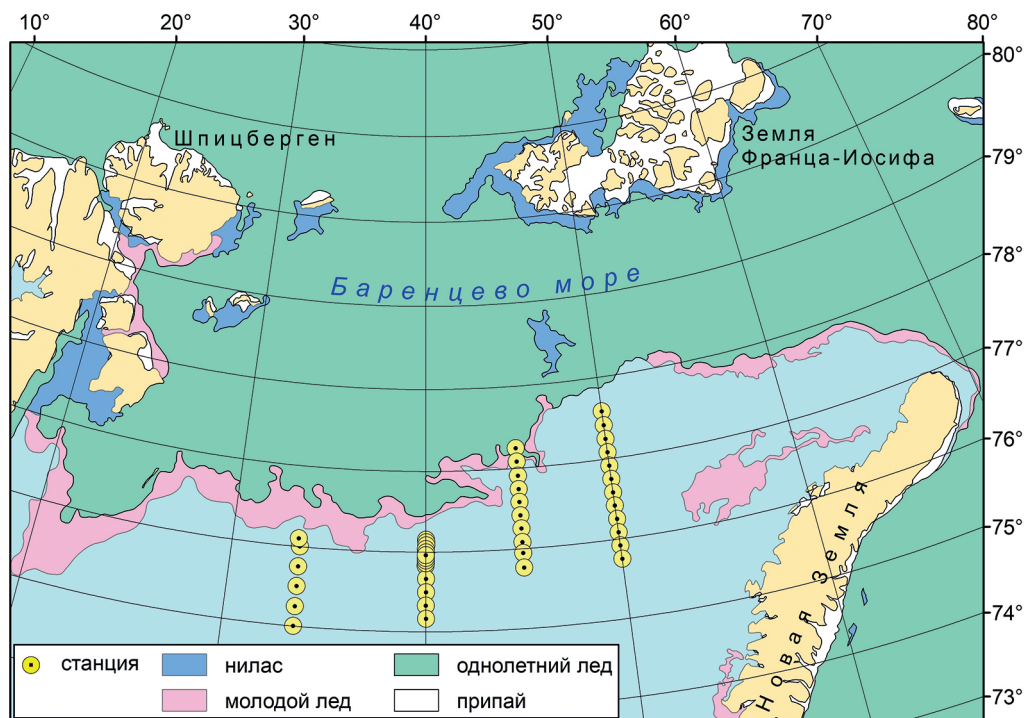 10° 20° 30° 40° 50° 60° 70° 80°
80°
Шпицберген
Земля
Франца-Иосифа
79°
78°
Баренцево море
77°
76°
75°
Новая Земля
74°
73°
станция нилас однолетний лед
молодой лед припай